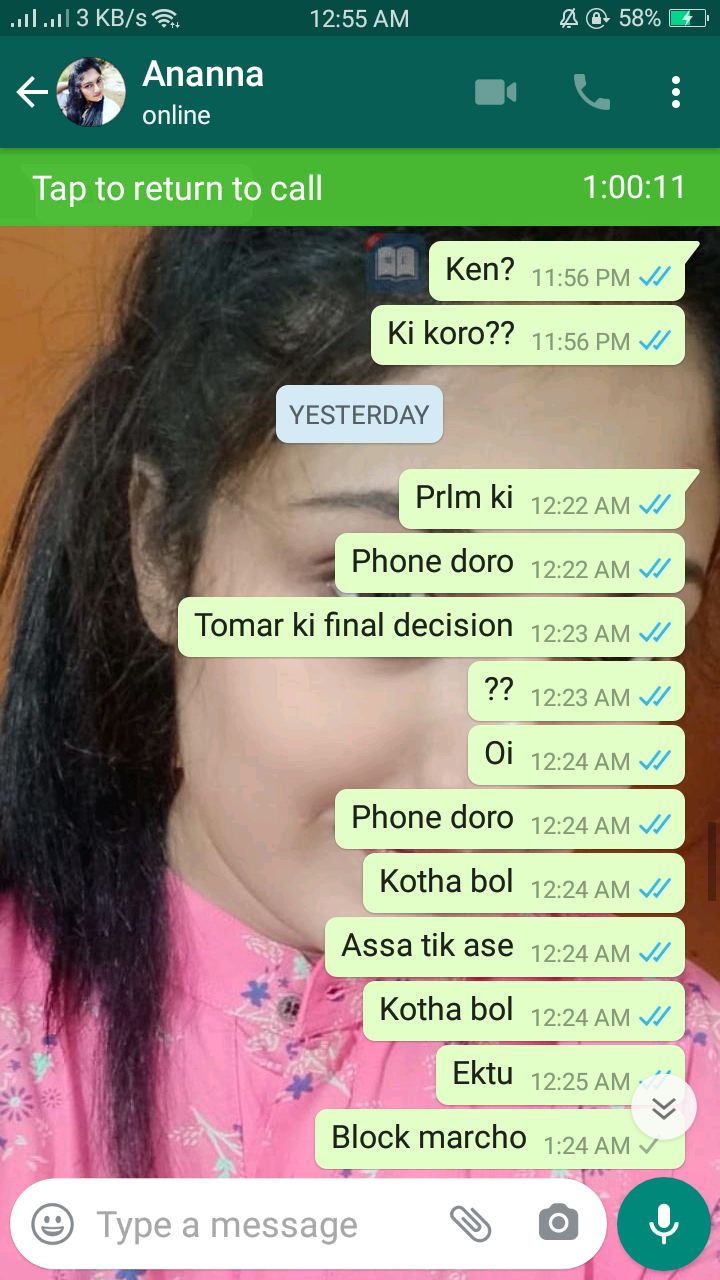 3 KB/s 12:55 AM 58%
Ananna
online
Tap to return to call 1:00:11
Ken? 11:56 PM
Ki koro?? 11:56 PM
YESTERDAY
Prlm ki 12:22 AM
Phone doro 12:22 AM
Tomar ki final decision 12:23 AM
?? 12:23 AM
Oi 12:24 AM
Phone doro 12:24 AM
Kotha bol 12:24 AM
Assa tik ase 12:24 AM
Kotha bol 12:24 AM
Ektu 12:25 AM
Block marcho 1:24 AM
Type a message